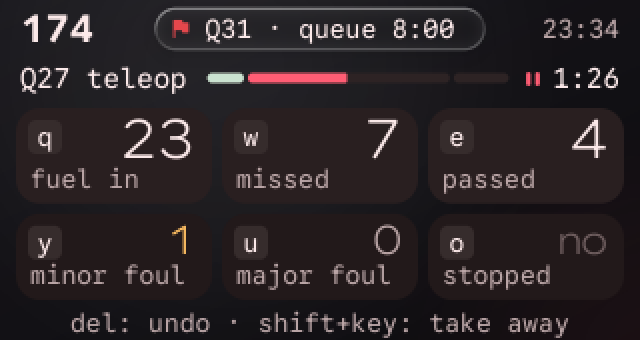 174 Q31 · queue 8:00 23:34
Q27 teleop 1:26
q 23 w 7 e 4
fuel in missed passed
y 1 u 0 o no
minor foul major foul stopped
del: undo · shift+key: take away